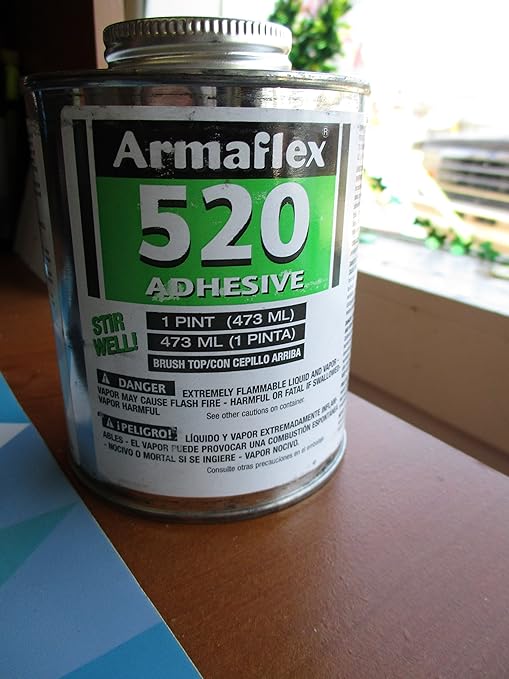 Armaflex®
520
ADHESIVE
STIR
WELL!
1 PINT (473 ML)
473 ML (1 PINTA)
BRUSH TOP/CON CEPILLO ARRIBA
DANGER EXTREMELY FLAMMABLE LIQUID AND VAPOR -
VAPOR MAY CAUSE FLASH FIRE - HARMFUL OR FATAL IF SWALLOWED-
VAPOR HARMFUL
See other cautions on container.
¡PELIGRO! LÍQUIDO Y VAPOR EXTREMADAMENTE INFLAM-
ABLES - EL VAPOR PUEDE PROVOCAR UNA COMBUSTIÓN ESPONTÁNEA
- NOCIVO O MORTAL SI SE INGIERE - VAPOR NOCIVO.
Consulte otras precauciones en el embalaje